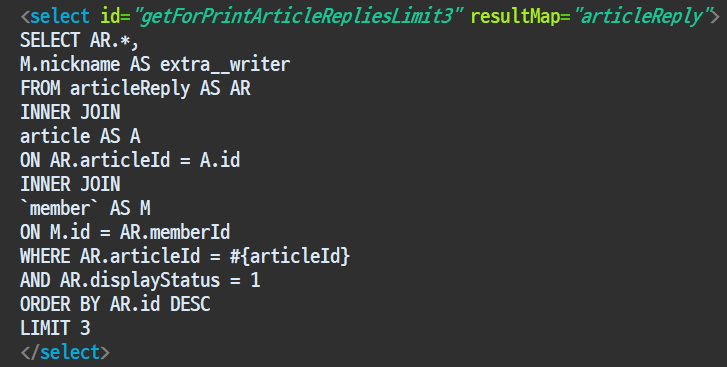 <select id="getForPrintArticleRepliesLimit3" resultMap="articleReply">
SELECT AR.*,
M.nickname AS extra__writer
FROM articleReply AS AR
INNER JOIN
article AS A
ON AR.articleId = A.id
INNER JOIN
`member` AS M
ON M.id = AR.memberId
WHERE AR.articleId = #{articleId}
AND AR.displayStatus = 1
ORDER BY AR.id DESC
LIMIT 3
</select>